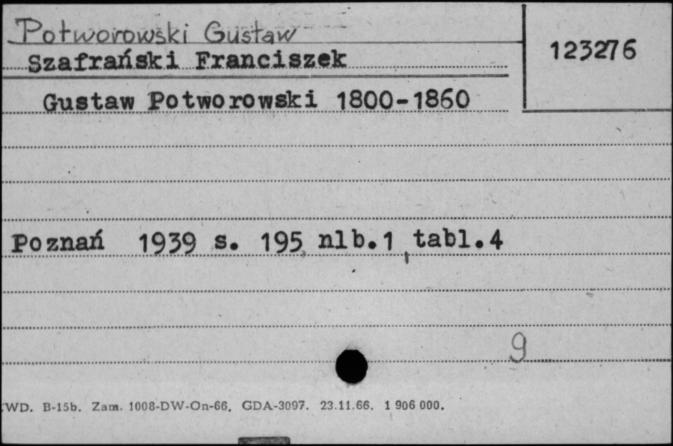 Potworowski Gustaw
123276
Szafrański Franciszek
Gustaw Potworowski 1800-1860
Poznań 1939 s. 195, nlb.1, tabl.4
9
WD. B-15b. Zam. 1008-DW-On-66. GDA-3097. 23.11.66. 1 906 000.